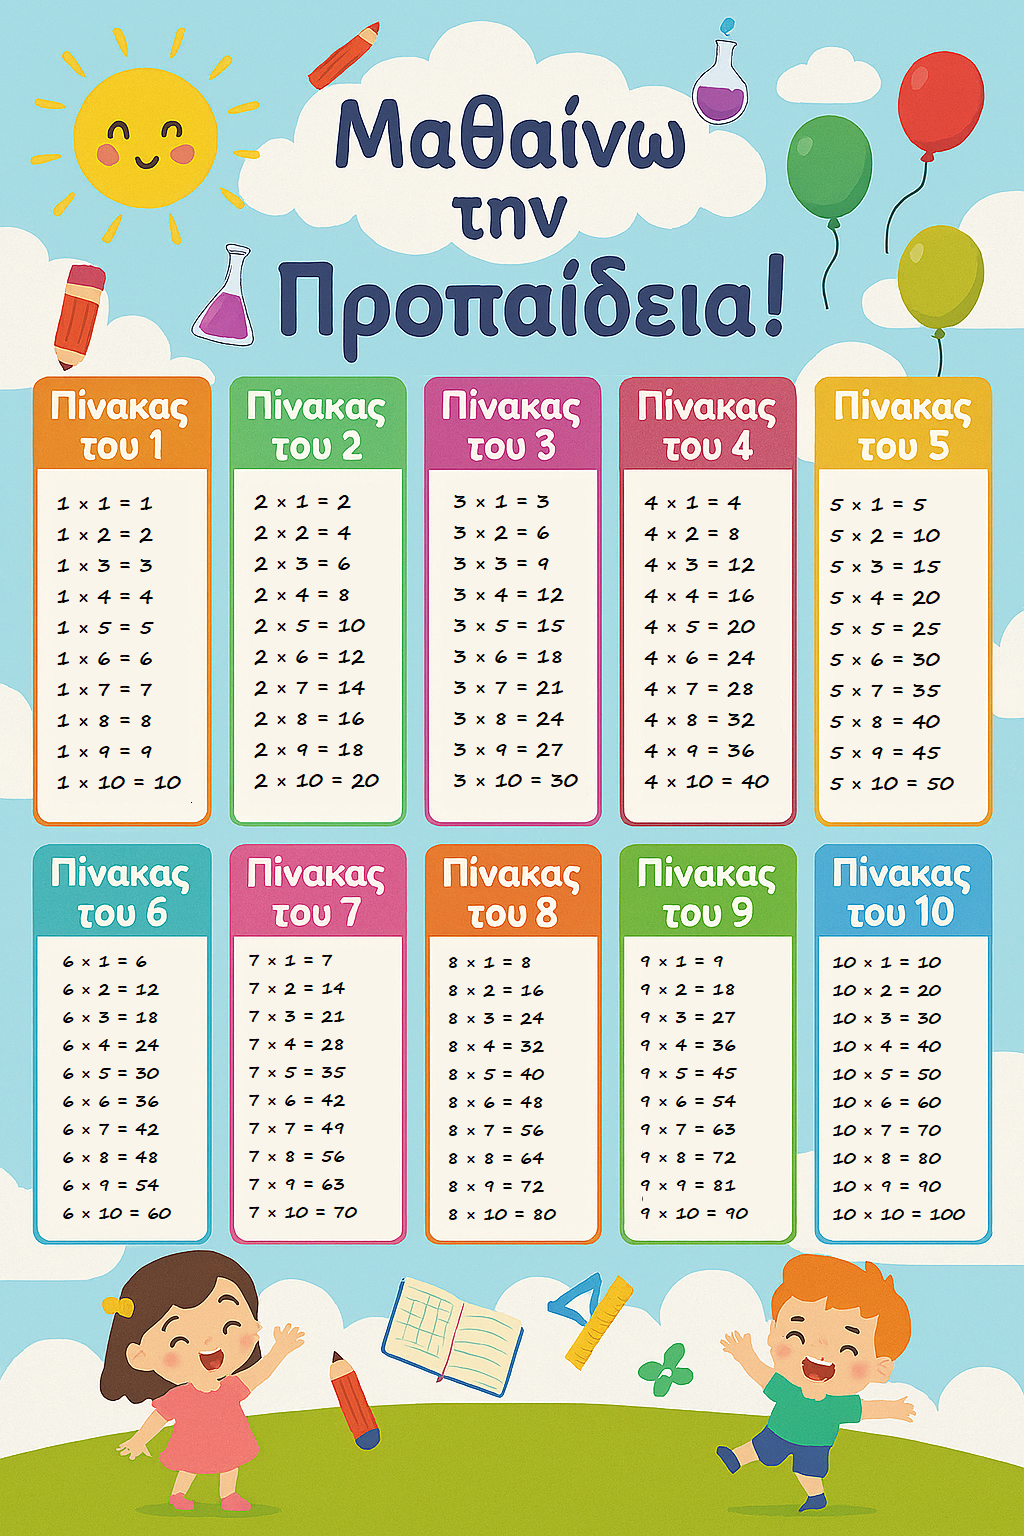 Μαθαίνω
την
Προπαίδεια!
Πίνακας
του 1
1 × 1 = 1
1 × 2 = 2
1 × 3 = 3
1 × 4 = 4
1 × 5 = 5
1 × 6 = 6
1 × 7 = 7
1 × 8 = 8
1 × 9 = 9
1 × 10 = 10
Πίνακας
του 2
2 × 1 = 2
2 × 2 = 4
2 × 3 = 6
2 × 4 = 8
2 × 5 = 10
2 × 6 = 12
2 × 7 = 14
2 × 8 = 16
2 × 9 = 18
2 × 10 = 20
Πίνακας
του 3
3 × 1 = 3
3 × 2 = 6
3 × 3 = 9
3 × 4 = 12
3 × 5 = 15
3 × 6 = 18
3 × 7 = 21
3 × 8 = 24
3 × 9 = 27
3 × 10 = 30
Πίνακας
του 4
4 × 1 = 4
4 × 2 = 8
4 × 3 = 12
4 × 4 = 16
4 × 5 = 20
4 × 6 = 24
4 × 7 = 28
4 × 8 = 32
4 × 9 = 36
4 × 10 = 40
Πίνακας
του 5
5 × 1 = 5
5 × 2 = 10
5 × 3 = 15
5 × 4 = 20
5 × 5 = 25
5 × 6 = 30
5 × 7 = 35
5 × 8 = 40
5 × 9 = 45
5 × 10 = 50
Πίνακας
του 6
6 × 1 = 6
6 × 2 = 12
6 × 3 = 18
6 × 4 = 24
6 × 5 = 30
6 × 6 = 36
6 × 7 = 42
6 × 8 = 48
6 × 9 = 54
6 × 10 = 60
Πίνακας
του 7
7 × 1 = 7
7 × 2 = 14
7 × 3 = 21
7 × 4 = 28
7 × 5 = 35
7 × 6 = 42
7 × 7 = 49
7 × 8 = 56
7 × 9 = 63
7 × 10 = 70
Πίνακας
του 8
8 × 1 = 8
8 × 2 = 16
8 × 3 = 24
8 × 4 = 32
8 × 5 = 40
8 × 6 = 48
8 × 7 = 56
8 × 8 = 64
8 × 9 = 72
8 × 10 = 80
Πίνακας
του 9
9 × 1 = 9
9 × 2 = 18
9 × 3 = 27
9 × 4 = 36
9 × 5 = 45
9 × 6 = 54
9 × 7 = 63
9 × 8 = 72
9 × 9 = 81
9 × 10 = 90
Πίνακας
του 10
10 × 1 = 10
10 × 2 = 20
10 × 3 = 30
10 × 4 = 40
10 × 5 = 50
10 × 6 = 60
10 × 7 = 70
10 × 8 = 80
10 × 9 = 90
10 × 10 = 100